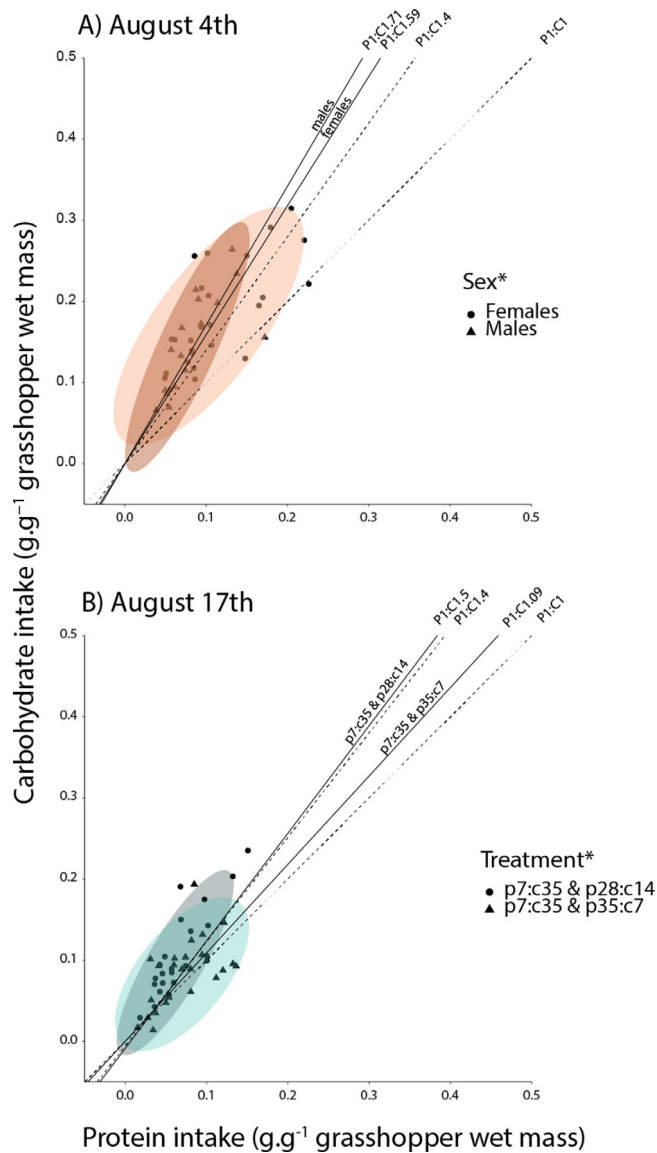 A) August 4th
P1:C1.71
P1:C1.59
P1:C1.4
P1:C1
0.5
0.4
0.3
0.2
0.1
0.0
males
females
Sex*
Females
Males
0.0 0.1 0.2 0.3 0.4 0.5
Carbohydrate intake (g.g⁻¹ grasshopper wet mass)
B) August 17th
P1:C1.5
P1:C1.4
P1:C1.09
P1:C1
0.5
0.4
0.3
0.2
0.1
0.0
p7:c35 & p28:c14
p7:c35 & p35:c7
Treatment*
p7:c35 & p28:c14
p7:c35 & p35:c7
0.0 0.1 0.2 0.3 0.4 0.5
Protein intake (g.g⁻¹ grasshopper wet mass)